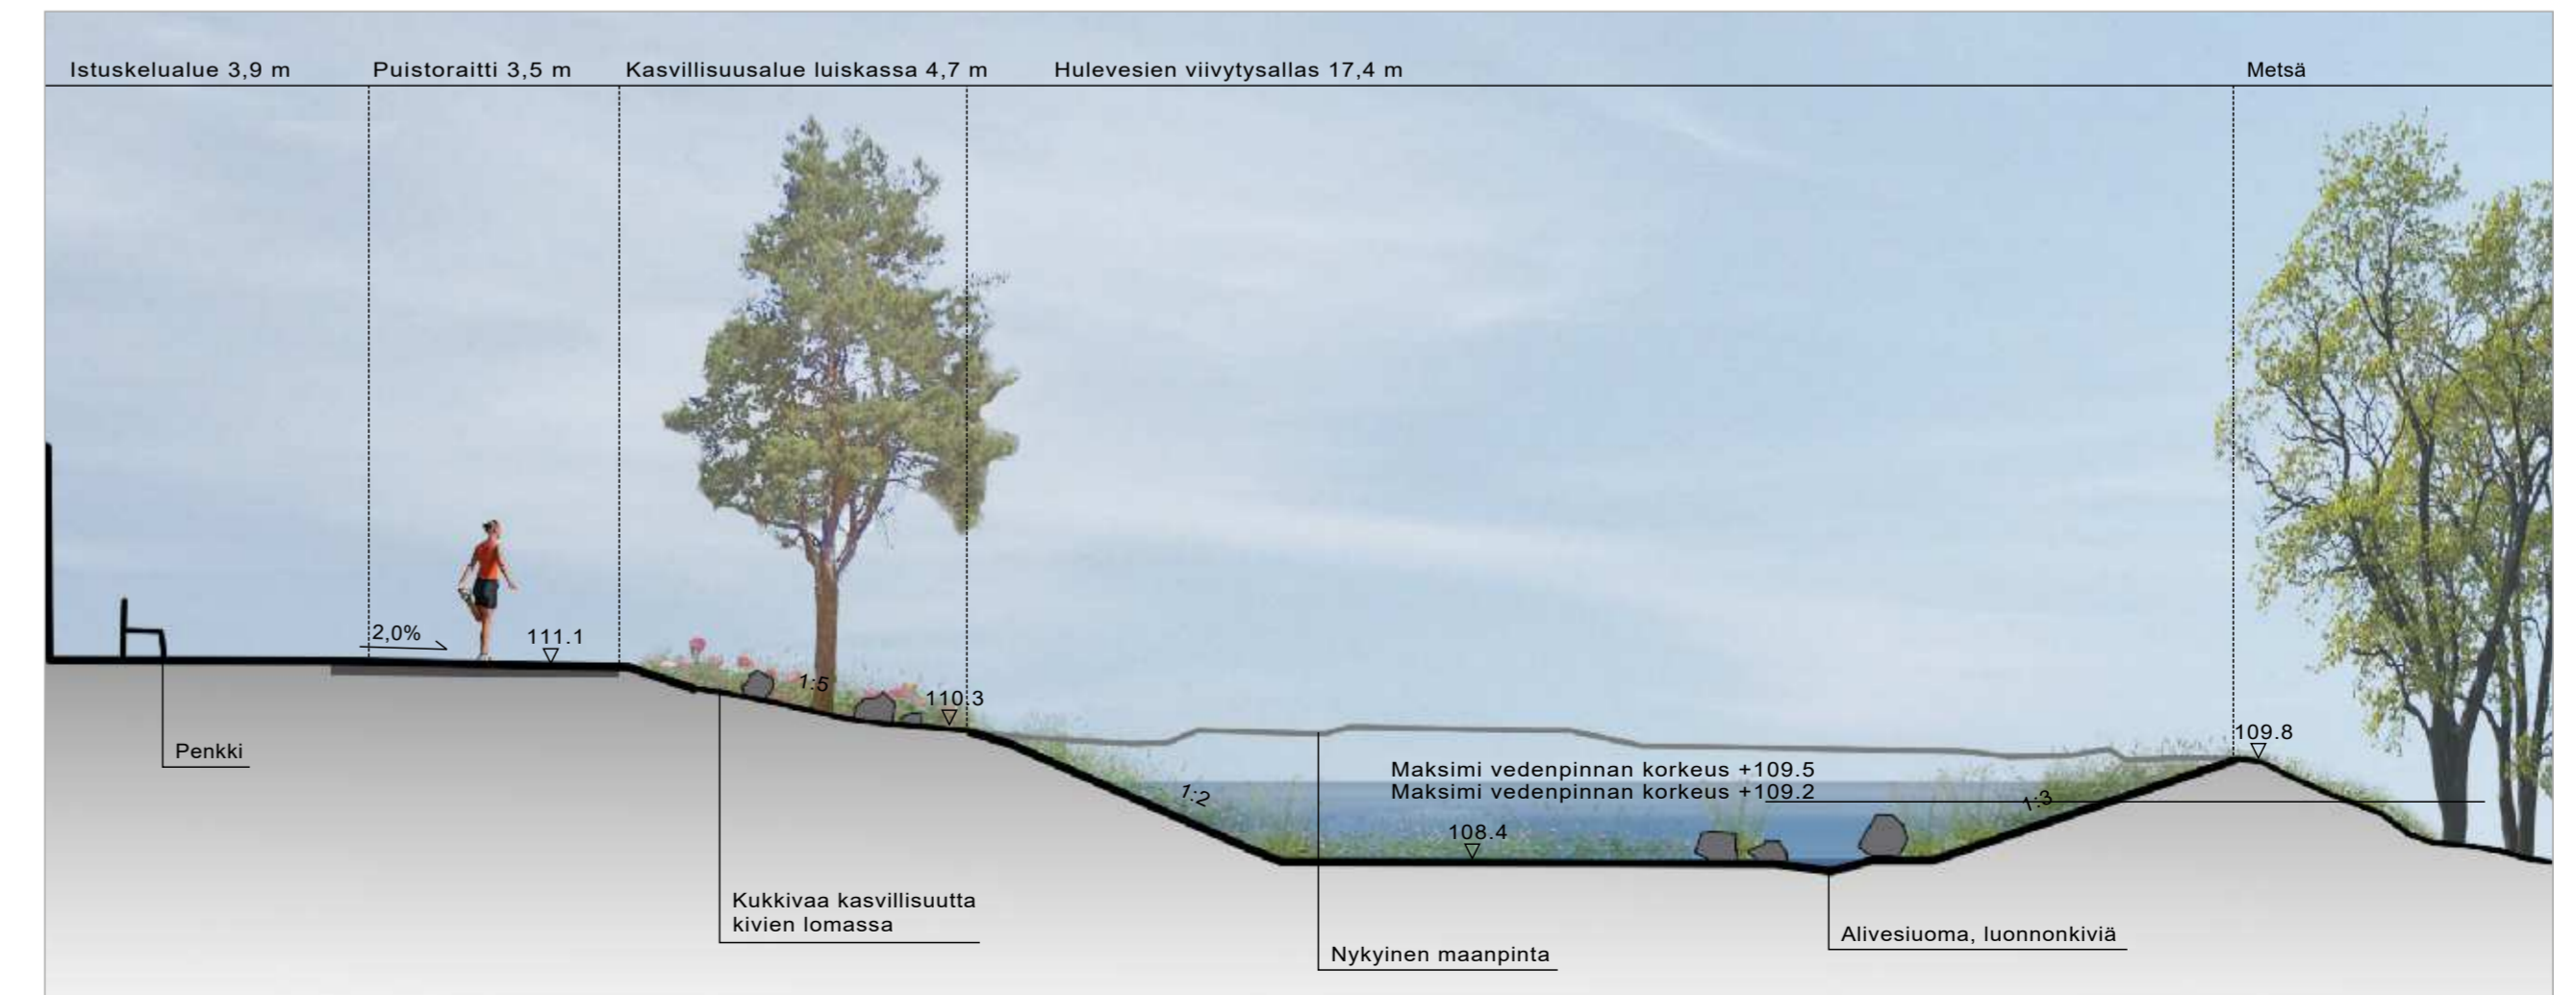 Istuskelualue 3,9 m
Puistoraitti 3,5 m
Kasvillisuusalue luiskassa 4,7 m
Hulevesien viivytysallas 17,4 m
Metsä
2,0%
111.1
1:5
110.3
109.8
Penkki
Maksimi vedenpinnan korkeus +109.5
Maksimi vedenpinnan korkeus +109.2
1:2
1:3
108.4
Kukkivaa kasvillisuutta
kivien lomassa
Nykyinen maanpinta
Alivesiuoma, luonnonkiviä